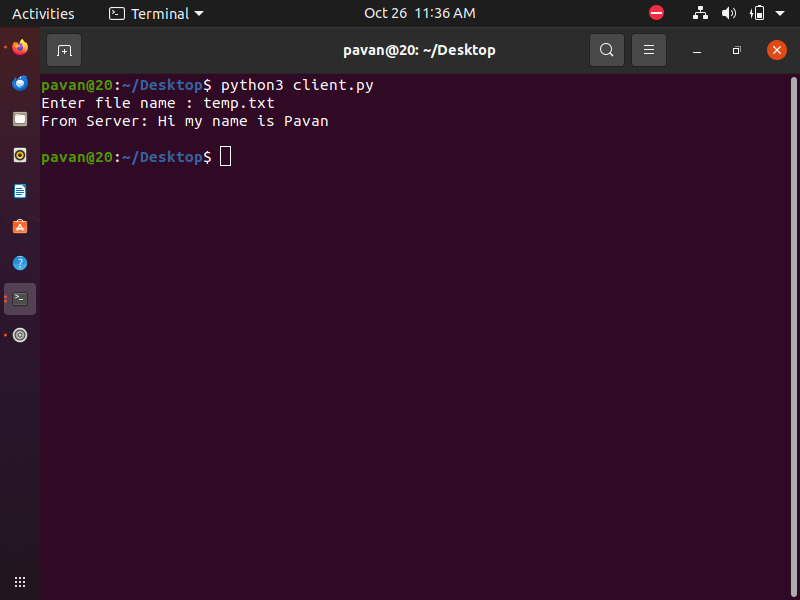 Activities Terminal Oct 26 11:36 AM
pavan@20: ~/Desktop
pavan@20:~/Desktop$ python3 client.py
Enter file name : temp.txt
From Server: Hi my name is Pavan
pavan@20:~/Desktop$